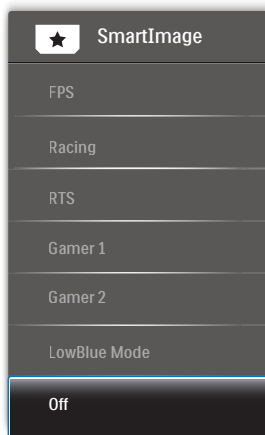 SmartImage
FPS
Racing
RTS
Gamer 1
Gamer 2
LowBlue Mode
Off